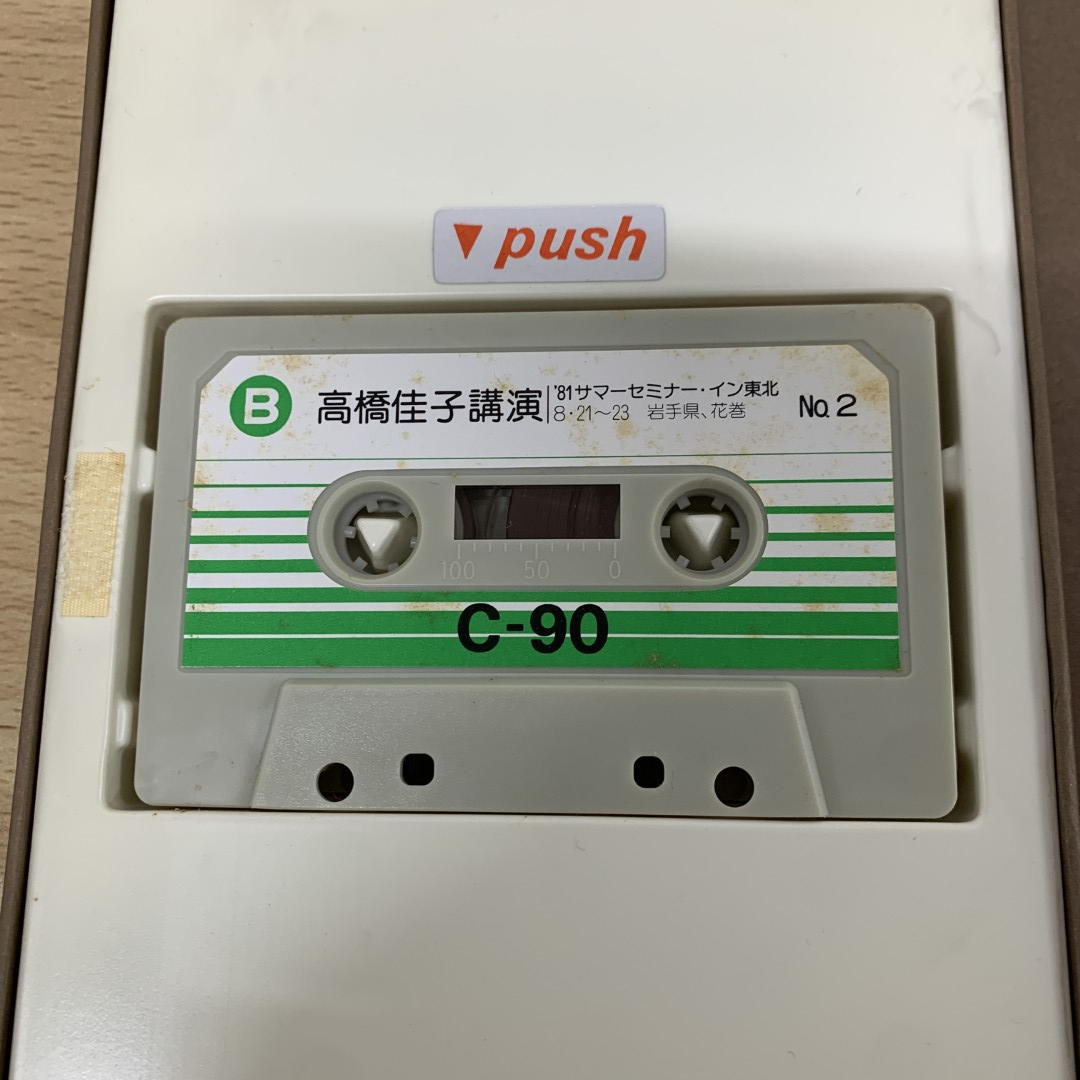 ▼push
B 高橋佳子講演 '81サマーセミナー・イン東北 No.2
8・21〜23 岩手県、花巻
100 50 0
C-90